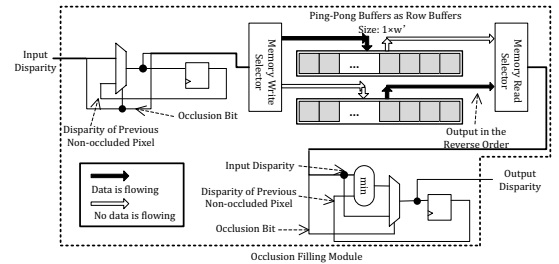 Ping-Pong Buffers as Row Buffers
Size: 1×w'
Input
Disparity
Memory Write
Selector
...
...
Memory Read
Selector
Occlusion Bit
Disparity of Previous
Non-occluded Pixel
Output in the
Reverse Order
Data is flowing
No data is flowing
Input Disparity
min
Disparity of Previous
Non-occluded Pixel
Output
Disparity
Occlusion Bit
Occlusion Filling Module